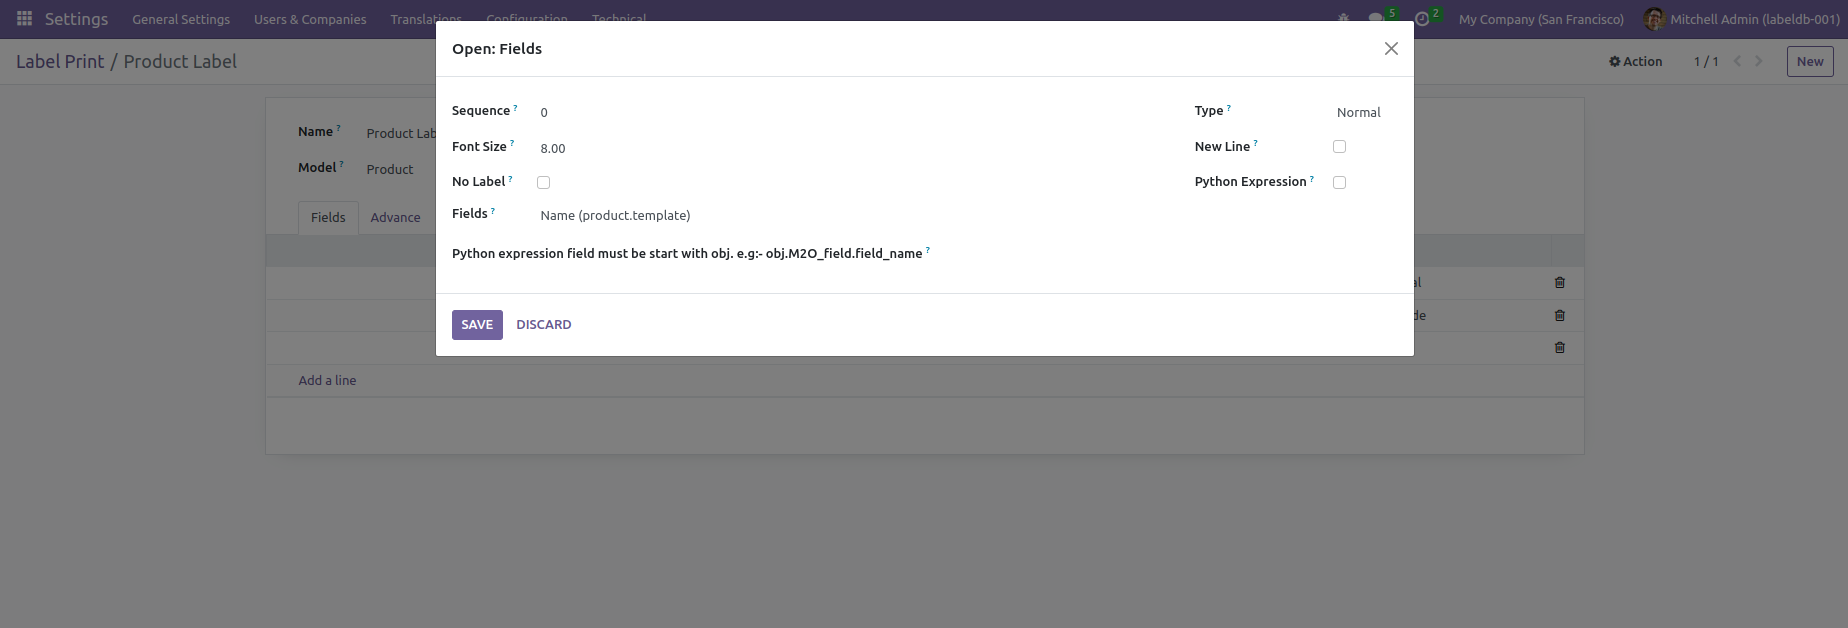 Settings General Settings Users & Companies Translations Configuration Technical 5 2 My Company (San Francisco) Mitchell Admin (labeldb-001)
Open: Fields
Label Print / Product Label Action 1 / 1 New
Sequence ? 0 Type ? Normal
Name ? Product Lab
Font Size ? 8.00 New Line ?
Model ? Product
No Label ? Python Expression ?
Fields Advance
Fields ? Name (product.template)
Python expression field must be start with obj. e.g:- obj.M2O_field.field_name ?
al
de
SAVE DISCARD
Add a line